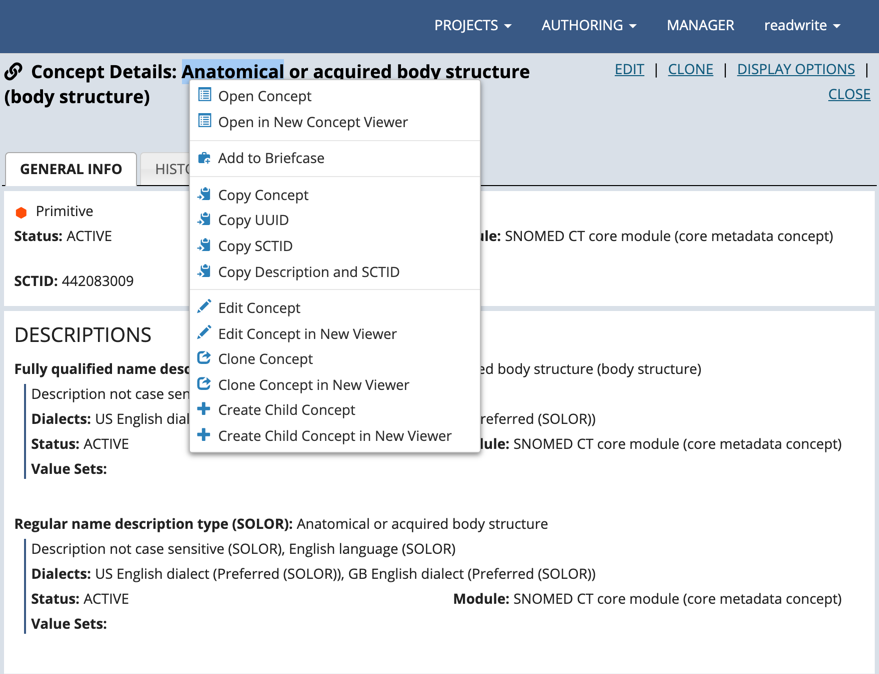 PROJECTS AUTHORING MANAGER readwrite
Concept Details: Anatomical or acquired body structure
(body structure)
EDIT | CLONE | DISPLAY OPTIONS |
CLOSE
GENERAL INFO HISTO
Primitive
Status: ACTIVE ule: SNOMED CT core module (core metadata concept)
SCTID: 442083009
Open Concept
Open in New Concept Viewer
Add to Briefcase
Copy Concept
Copy UUID
Copy SCTID
Copy Description and SCTID
Edit Concept
Edit Concept in New Viewer
Clone Concept
Clone Concept in New Viewer
Create Child Concept
Create Child Concept in New Viewer
DESCRIPTIONS
Fully qualified name desc ed body structure (body structure)
Description not case sen
Dialects: US English dial referred (SOLOR))
Status: ACTIVE ule: SNOMED CT core module (core metadata concept)
Value Sets:
Regular name description type (SOLOR): Anatomical or acquired body structure
Description not case sensitive (SOLOR), English language (SOLOR)
Dialects: US English dialect (Preferred (SOLOR)), GB English dialect (Preferred (SOLOR))
Status: ACTIVE Module: SNOMED CT core module (core metadata concept)
Value Sets: